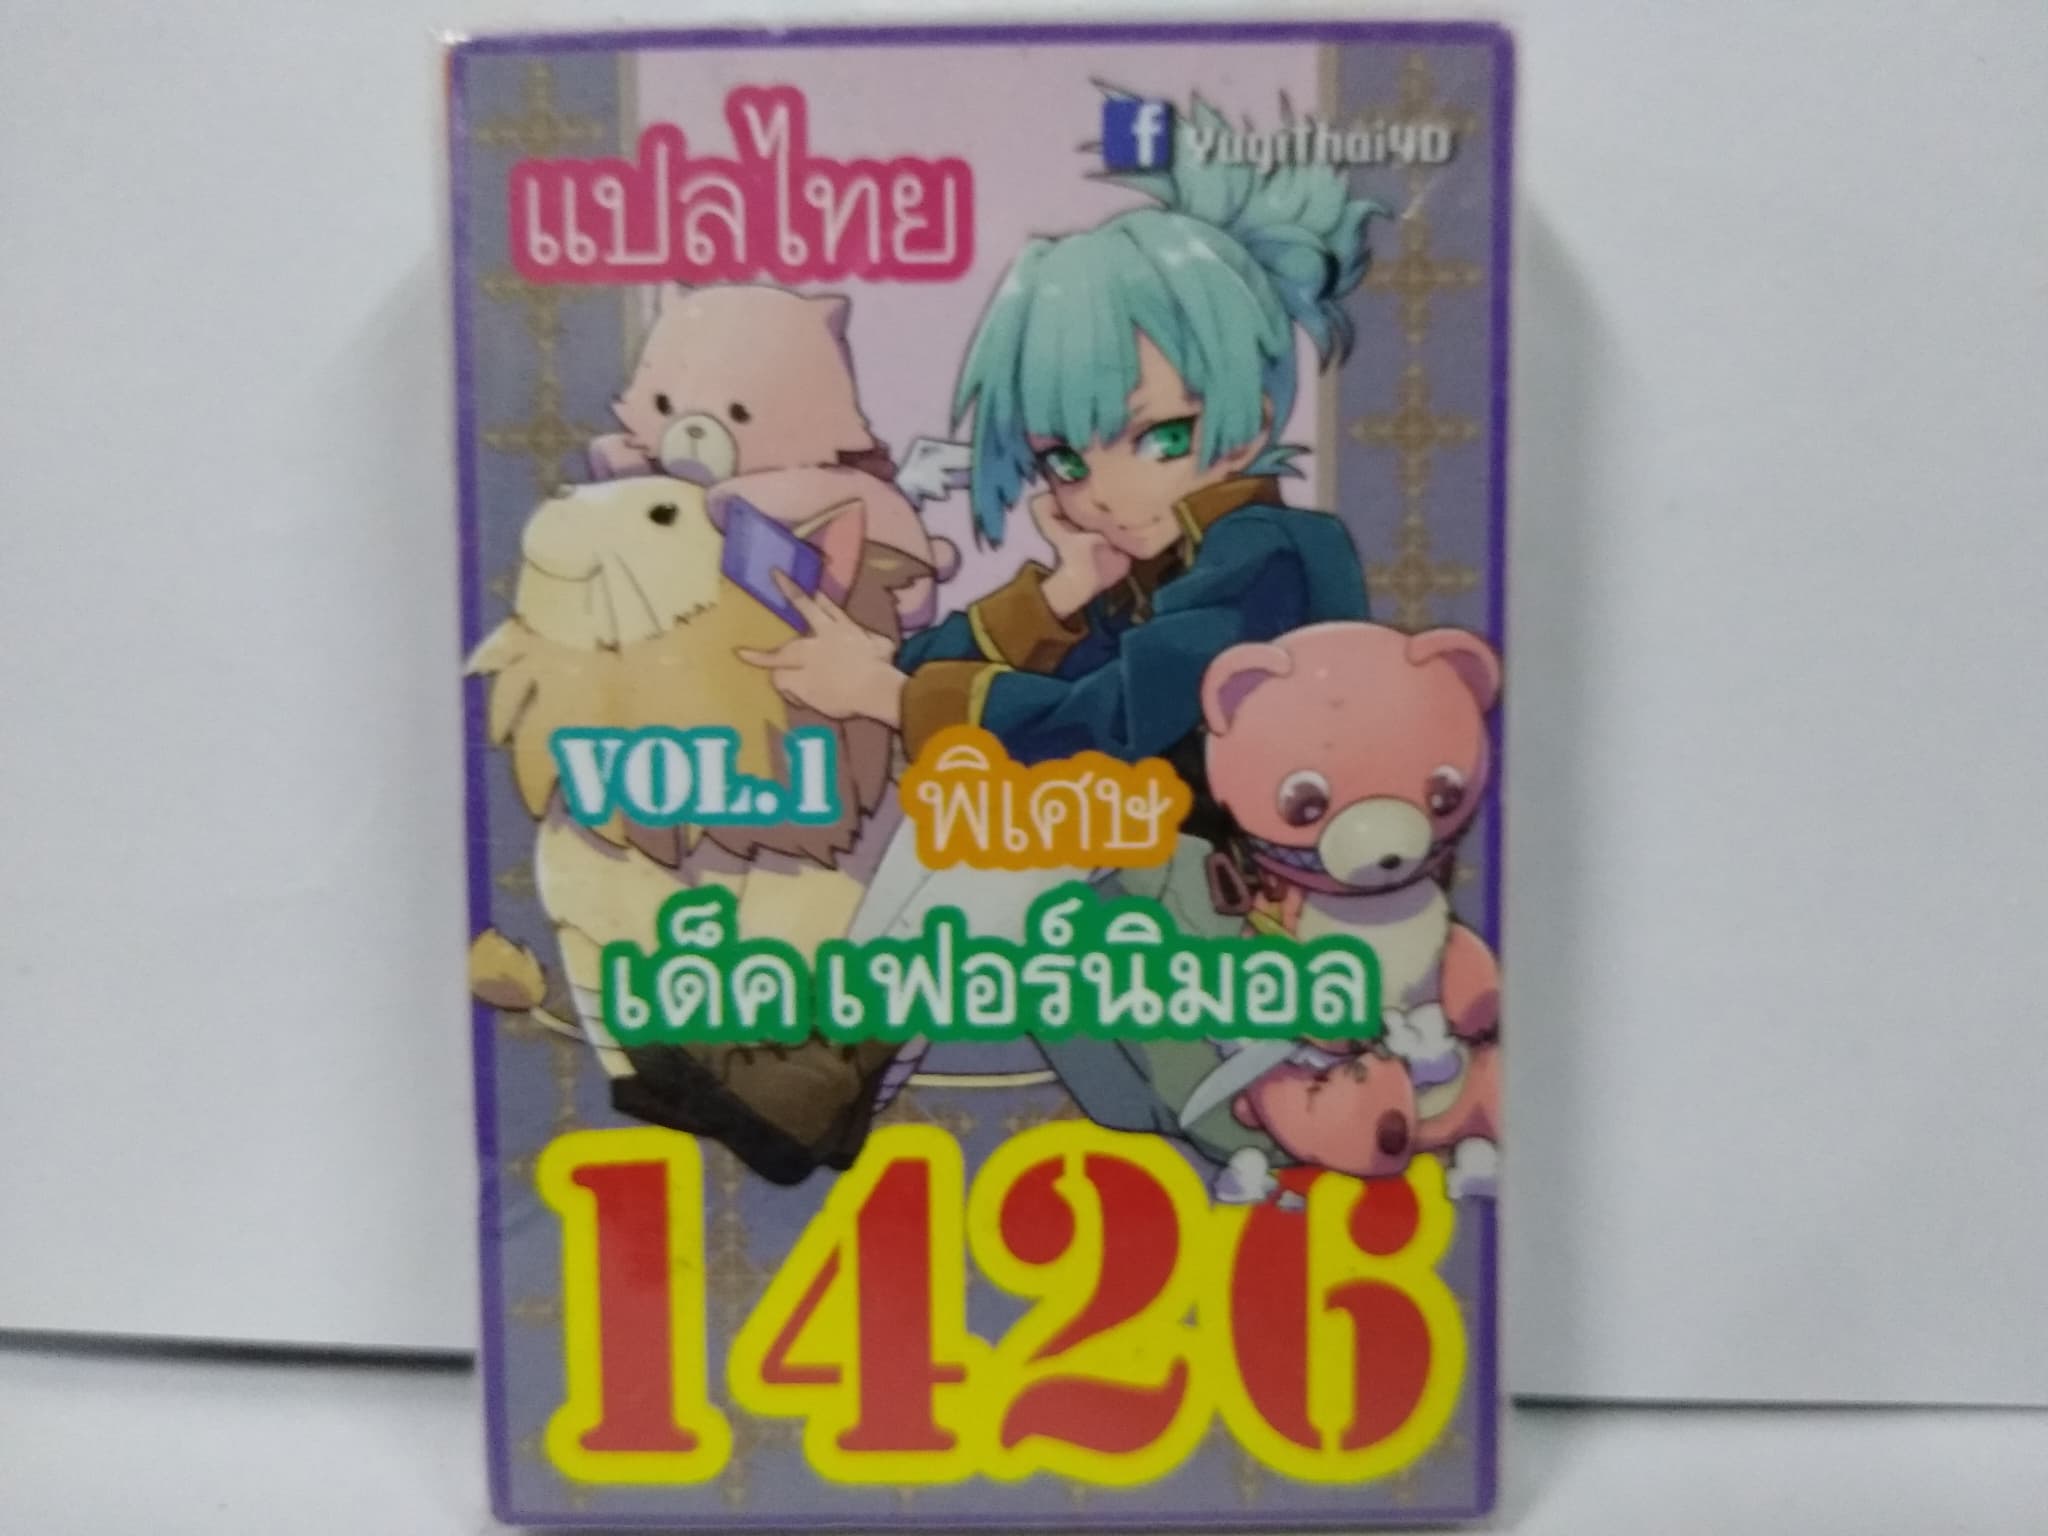 แปลไทย
f YugiThai4D
VOL.1
พิเศษ
เด็ค เฟอร์นิมอล
1426